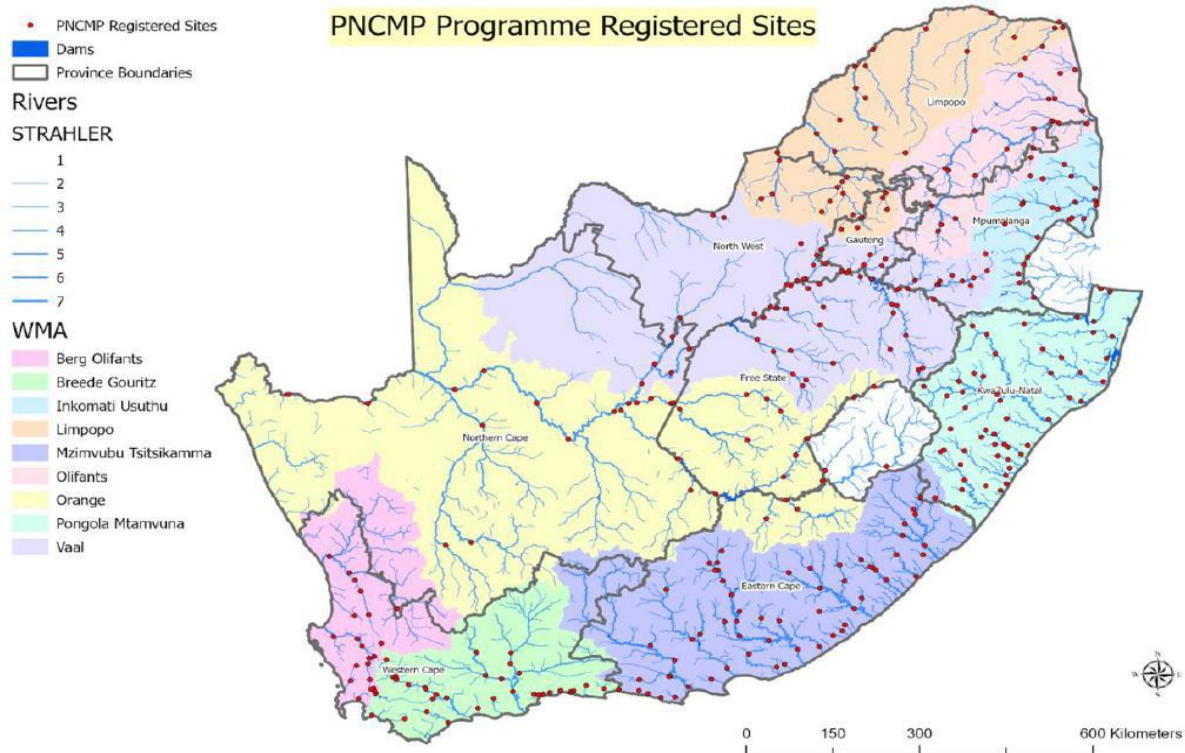 PNCMP Programme Registered Sites
PNCMP Registered Sites
Dams
Province Boundaries
Rivers
STRAHLER
1
2
3
4
5
6
7
WMA
Berg Olifants
Breede Gouritz
Inkomati Usuthu
Limpopo
Mzimvubu Tsitsikamma
Olifants
Orange
Pongola Mtamvuna
Vaal
Limpopo
Mpumalanga
North West
Gauteng
Free State
KwaZulu-Natal
Northern Cape
Eastern Cape
Western Cape
N
W E
S
0 150 300 600 Kilometers